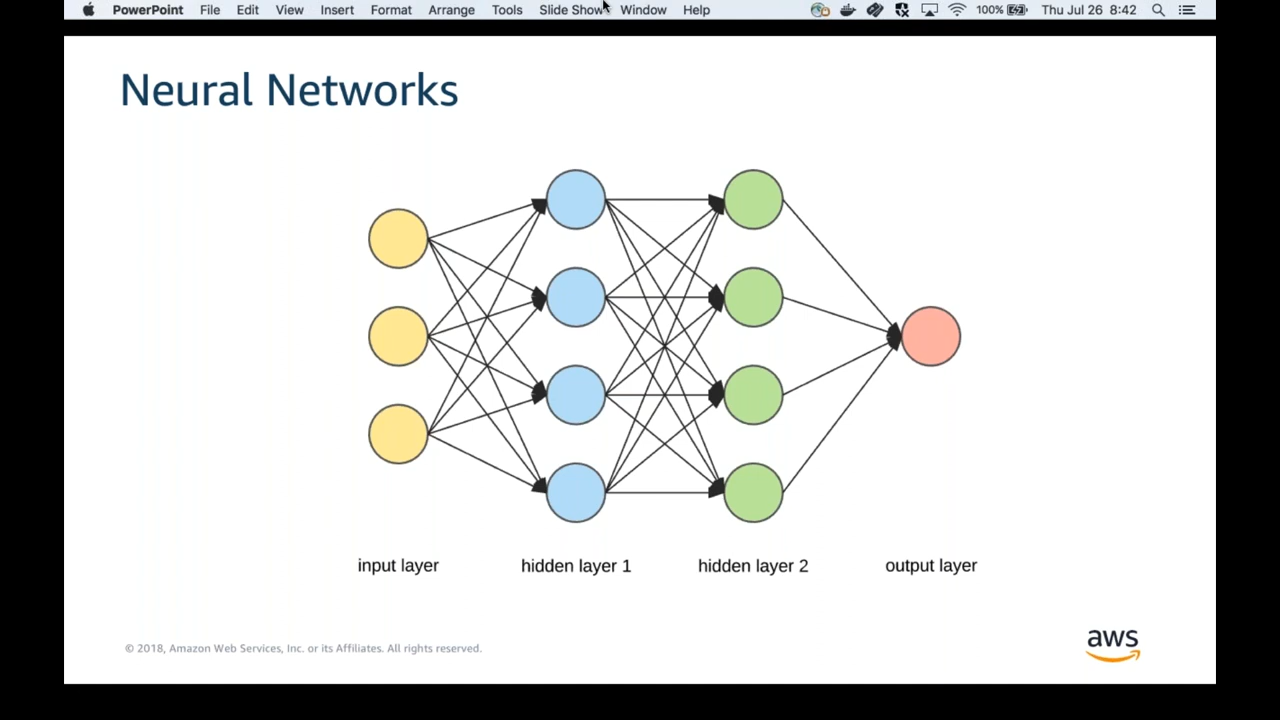 PowerPoint File Edit View Insert Format Arrange Tools Slide Show Window Help 100% Thu Jul 26 8:42
Neural Networks
input layer hidden layer 1 hidden layer 2 output layer
© 2018, Amazon Web Services, Inc. or its Affiliates. All rights reserved.
aws